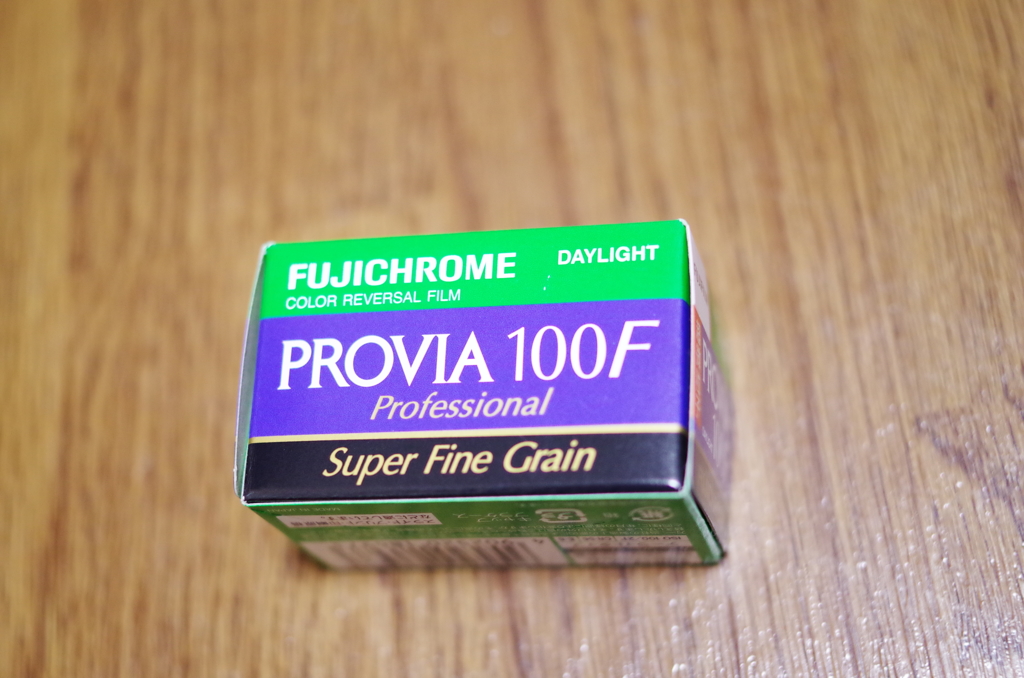 FUJICHROME DAYLIGHT
COLOR REVERSAL FILM
PROVIA 100F
Professional
Super Fine Grain